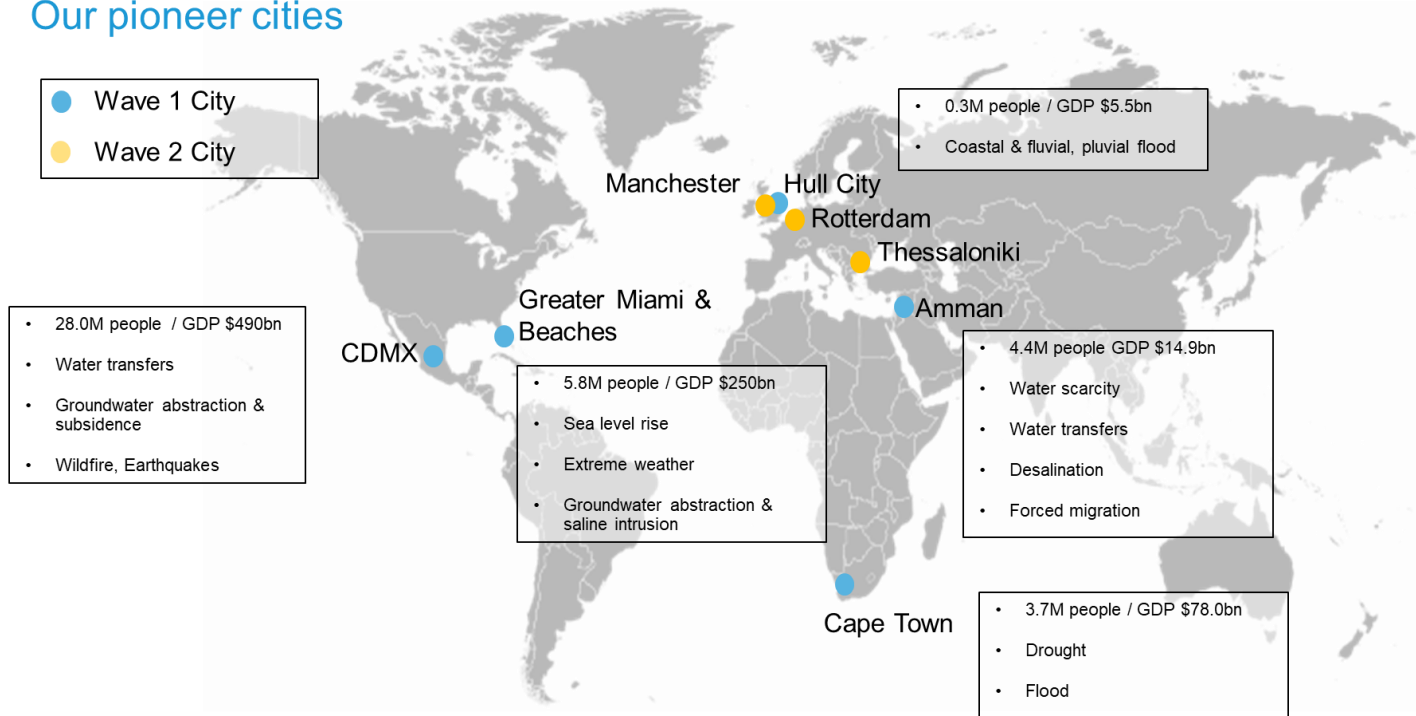 Our pioneer cities
Wave 1 City
Wave 2 City
• 0.3M people / GDP $5.5bn
• Coastal & fluvial, pluvial flood
Manchester
Hull City
Rotterdam
Thessaloniki
Amman
Greater Miami &
Beaches
CDMX
• 28.0M people / GDP $490bn
• Water transfers
• Groundwater abstraction &
subsidence
• Wildfire, Earthquakes
• 5.8M people / GDP $250bn
• Sea level rise
• Extreme weather
• Groundwater abstraction &
saline intrusion
• 4.4M people GDP $14.9bn
• Water scarcity
• Water transfers
• Desalination
• Forced migration
Cape Town
• 3.7M people / GDP $78.0bn
• Drought
• Flood